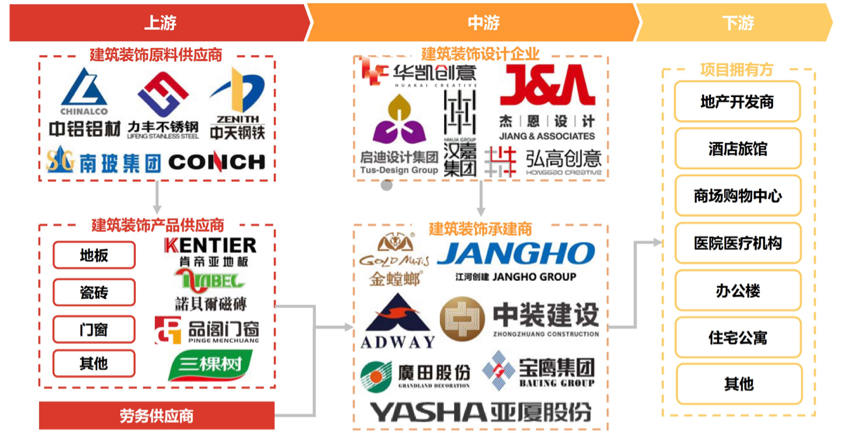 上游
中游
下游
建筑装饰原料供应商
CHINALCO
中铝铝材
力丰不锈钢
LIFENG STAINLESS STEEL
ZENITH
中天钢铁
SG
南玻集团
CONCH
建筑装饰产品供应商
地板
瓷砖
门窗
其他
KENTIER
肯帝亚地板
NABEL
諾貝爾磁磚
品阁门窗
PINGE MENCHUANG
三棵树
劳务供应商
建筑装饰设计企业
华凯创意
HUAKAI CREATIVE
J&A
杰恩设计
JIANG & ASSOCIATES
启迪设计集团
Tus-Design Group
HANJIA GROUP
汉嘉
集团
弘高创意
HONGGAO CREATIVE
建筑装饰承建商
GOLD MANTIS
金螳螂
JANGHO
江河创建 JANGHO GROUP
ADWAY
中装建设
ZHONGZHUANG CONSTRUCTION
廣田股份
GRANDLAND DECORATION
宝鹰集团
BAUING GROUP
YASHA 亚厦股份
项目拥有方
地产开发商
酒店旅馆
商场购物中心
医院医疗机构
办公楼
住宅公寓
其他